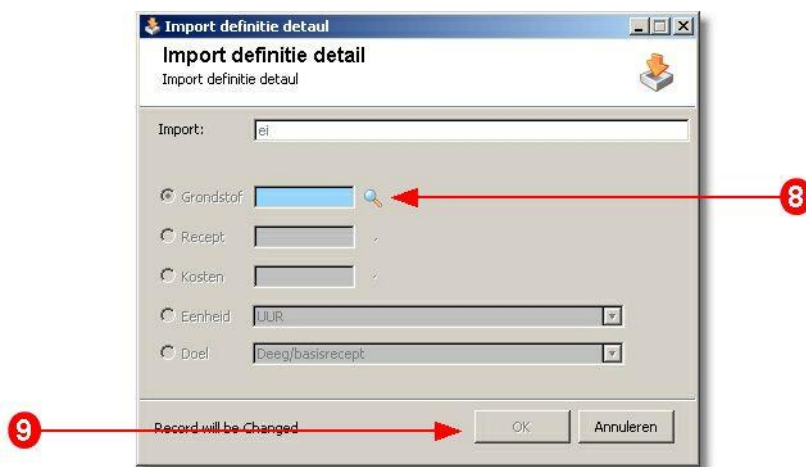 Import definitie detaul
Import definitie detail
Import definitie detaul
Import: ei
Grondstof
8
Recept
Kosten
Eenheid UUR
Doel Deeg/basisrecept
9
Record will be Changed OK Annuleren